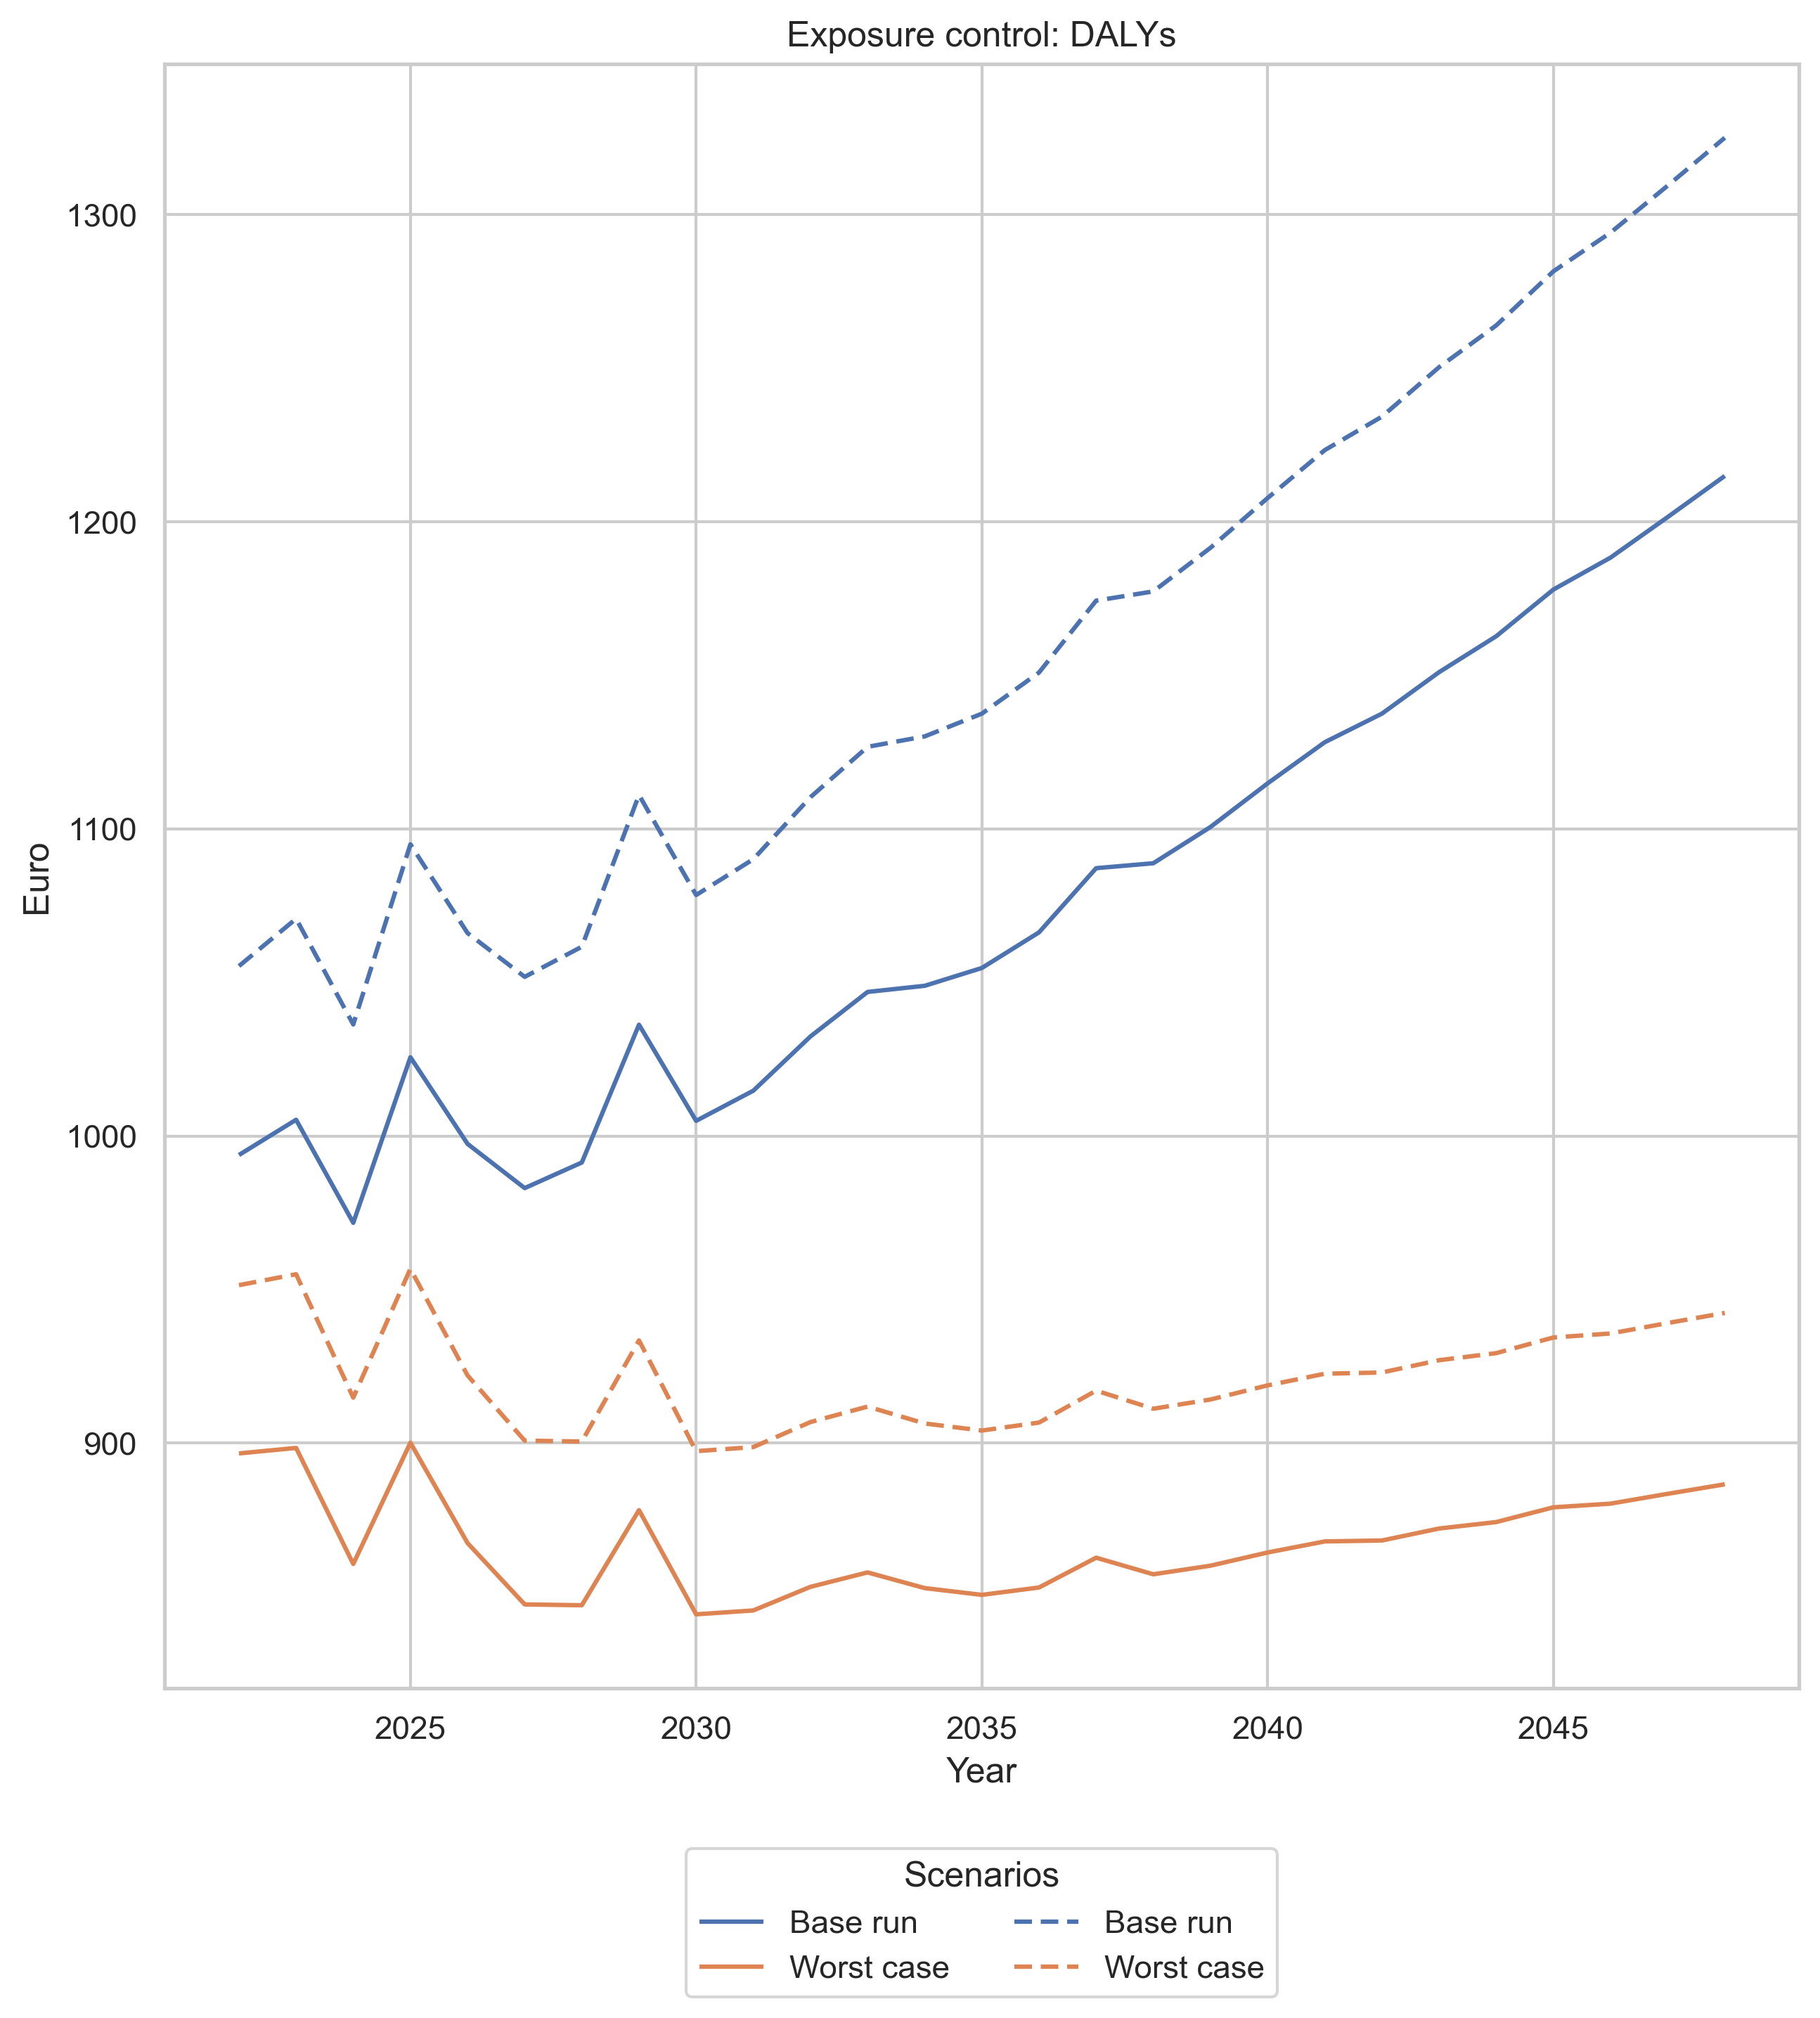 Exposure control: DALYs
1300
1200
1100
1000
900
Euro
2025 2030 2035 2040 2045
Year
Scenarios
Base run Base run
Worst case Worst case